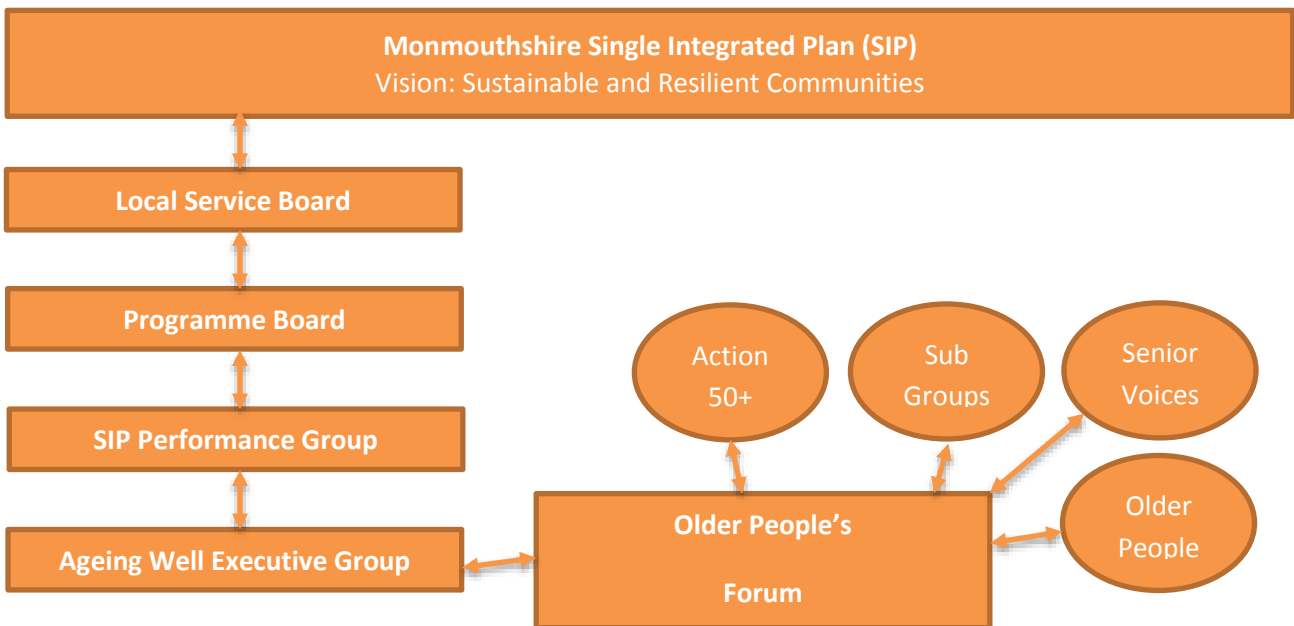 Monmouthshire Single Integrated Plan (SIP)
Vision: Sustainable and Resilient Communities
Local Service Board
Programme Board
SIP Performance Group
Ageing Well Executive Group
Action
50+
Sub
Groups
Senior
Voices
Older
People
Older People’s
Forum